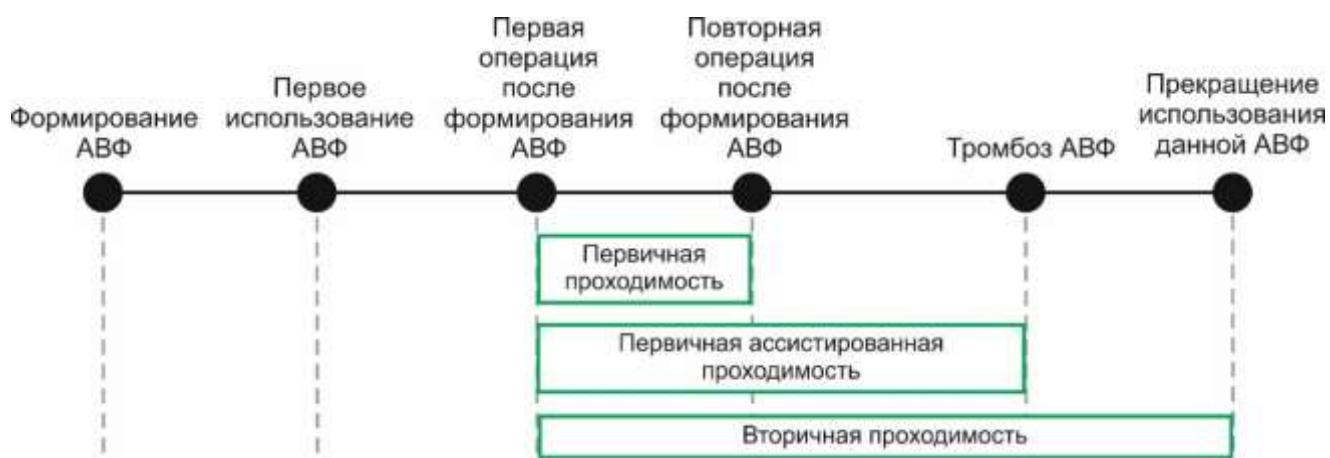 Формирование
АВФ
Первое
использование
АВФ
Первая
операция
после
формирования
АВФ
Повторная
операция
после
формирования
АВФ
Тромбоз АВФ
Прекращение
использования
данной АВФ
Первичная
проходимость
Первичная ассистированная
проходимость
Вторичная проходимость